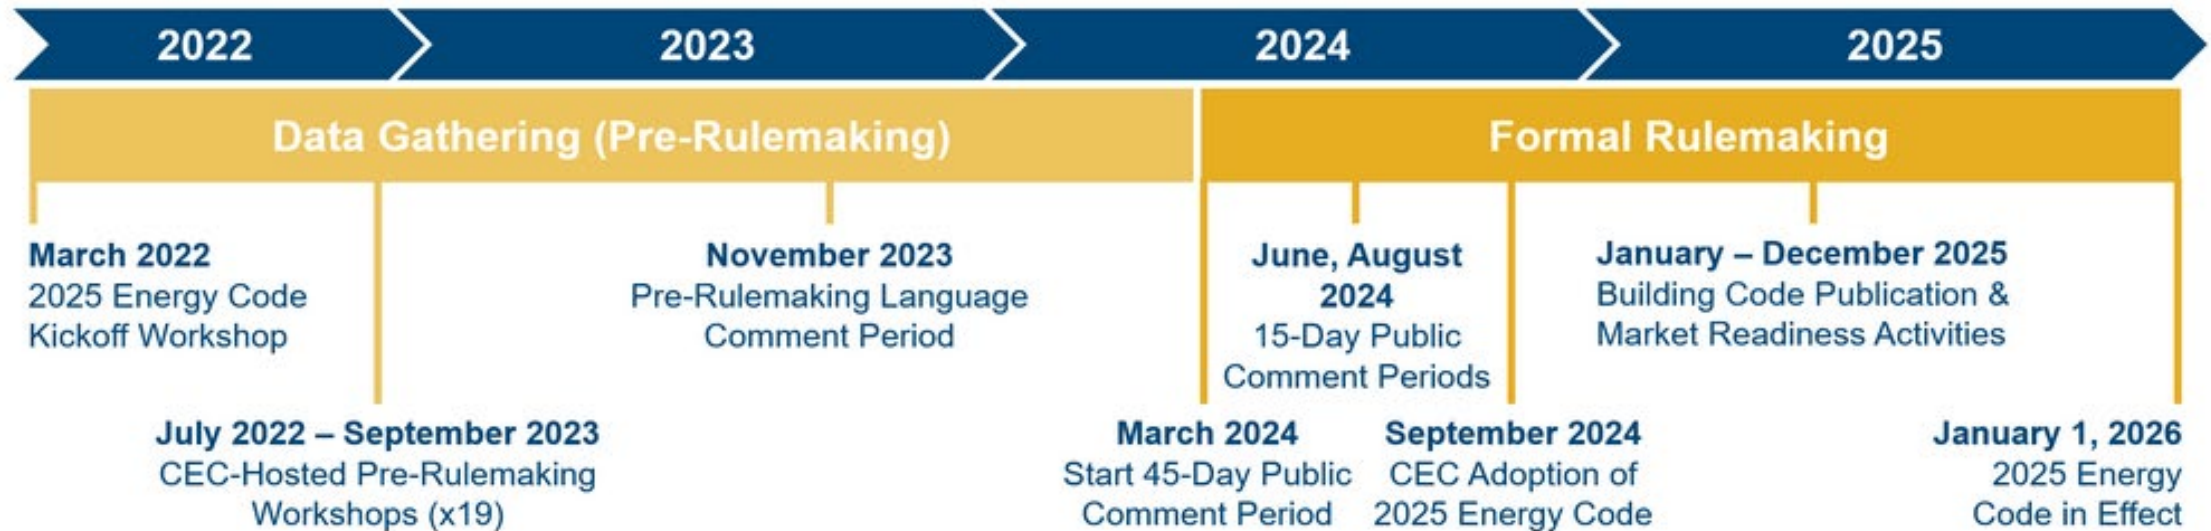 2022
2023
2024
2025
Data Gathering (Pre-Rulemaking)
Formal Rulemaking
March 2022
2025 Energy Code
Kickoff Workshop
July 2022 – September 2023
CEC-Hosted Pre-Rulemaking
Workshops (x19)
November 2023
Pre-Rulemaking Language
Comment Period
March 2024
Start 45-Day Public
Comment Period
June, August
2024
15-Day Public
Comment Periods
September 2024
CEC Adoption of
2025 Energy Code
January – December 2025
Building Code Publication &
Market Readiness Activities
January 1, 2026
2025 Energy
Code in Effect